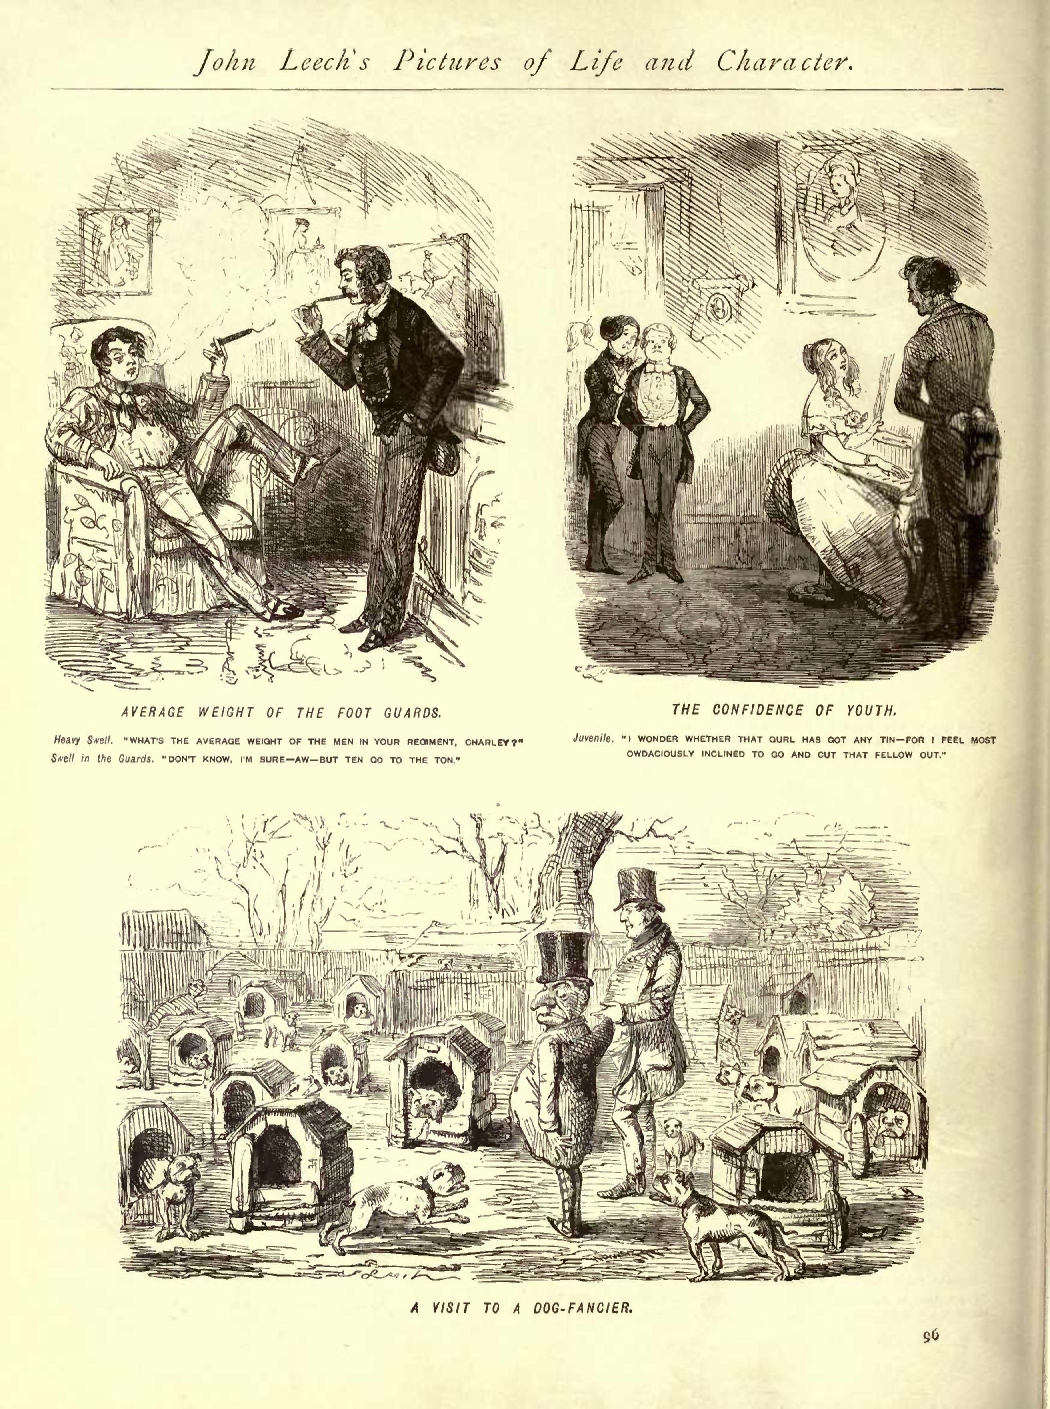 John Leech's Pictures of Life and Character.
AVERAGE WEIGHT OF THE FOOT GUARDS.
Heavy Swell. "WHAT'S THE AVERAGE WEIGHT OF THE MEN IN YOUR REGIMENT, CHARLEY?"
Swell in the Guards. "DON'T KNOW, I'M SURE—AW—BUT TEN GO TO THE TON."
THE CONFIDENCE OF YOUTH.
Juvenile. "I WONDER WHETHER THAT GURL HAS GOT ANY TIN—FOR I FEEL MOST
OWDACIOUSLY INCLINED TO GO AND CUT THAT FELLOW OUT."
A VISIT TO A DOG-FANCIER.
96